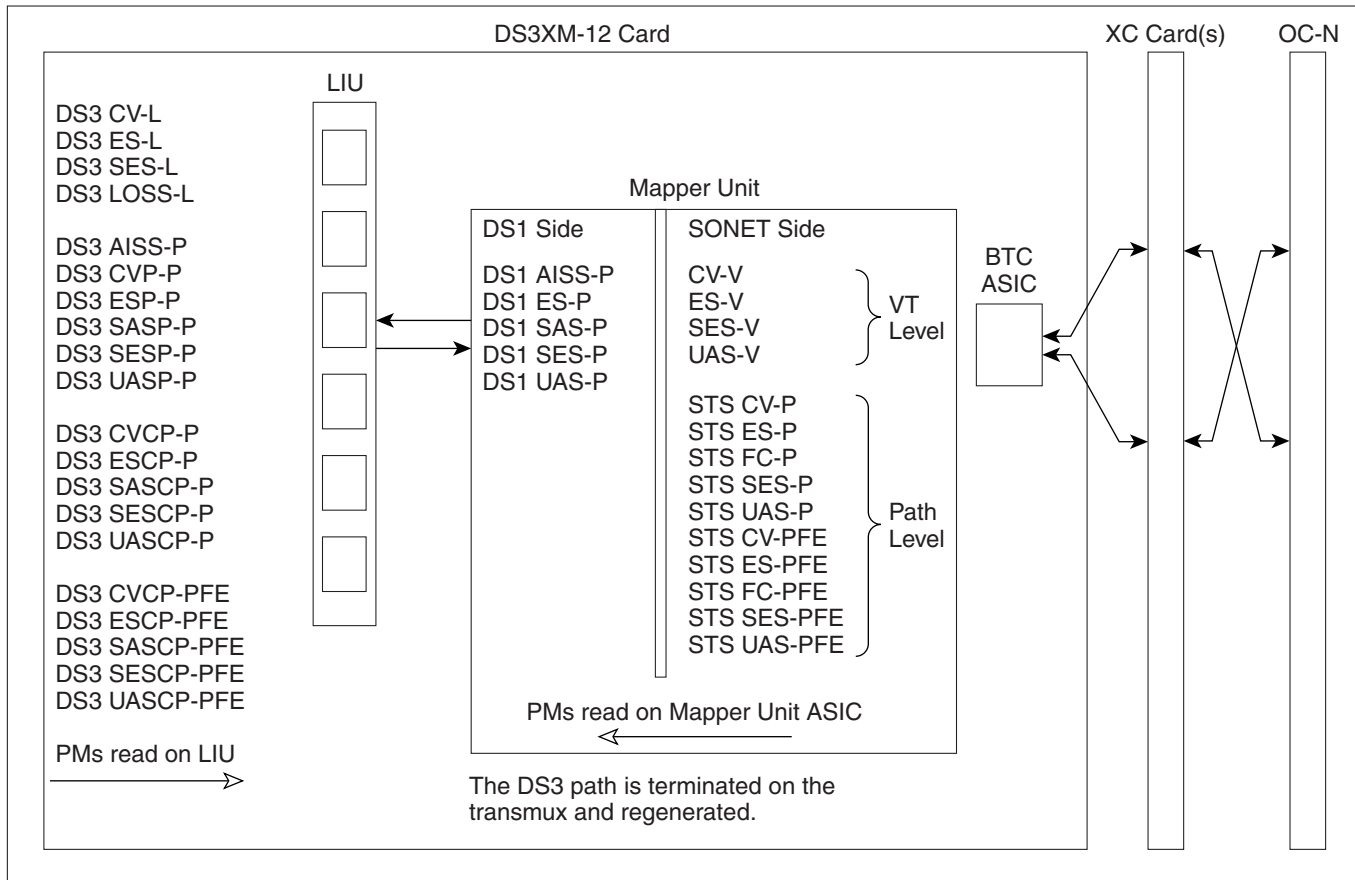 DS3XM-12 Card
XC Card(s)
OC-N
LIU
DS3 CV-L
DS3 ES-L
DS3 SES-L
DS3 LOSS-L
DS3 AISS-P
DS3 CVP-P
DS3 ESP-P
DS3 SASP-P
DS3 SESP-P
DS3 UASP-P
DS3 CVCP-P
DS3 ESCP-P
DS3 SASCP-P
DS3 SESCP-P
DS3 UASCP-P
DS3 CVCP-PFE
DS3 ESCP-PFE
DS3 SASCP-PFE
DS3 SESCP-PFE
DS3 UASCP-PFE
PMs read on LIU
Mapper Unit
DS1 Side
DS1 AISS-P
DS1 ES-P
DS1 SAS-P
DS1 SES-P
DS1 UAS-P
SONET Side
CV-V
ES-V
SES-V
UAS-V
VT
Level
STS CV-P
STS ES-P
STS FC-P
STS SES-P
STS UAS-P
STS CV-PFE
STS ES-PFE
STS FC-PFE
STS SES-PFE
STS UAS-PFE
Path
Level
PMs read on Mapper Unit ASIC
The DS3 path is terminated on the
transmux and regenerated.
BTC
ASIC